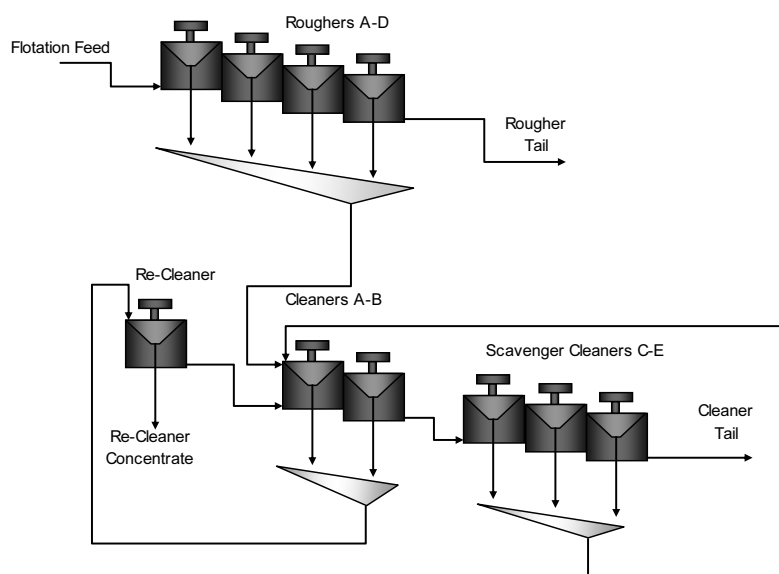 Roughers A-D
Flotation Feed
Rougher
Tail
Re-Cleaner
Cleaners A-B
Scavenger Cleaners C-E
Cleaner
Tail
Re-Cleaner
Concentrate